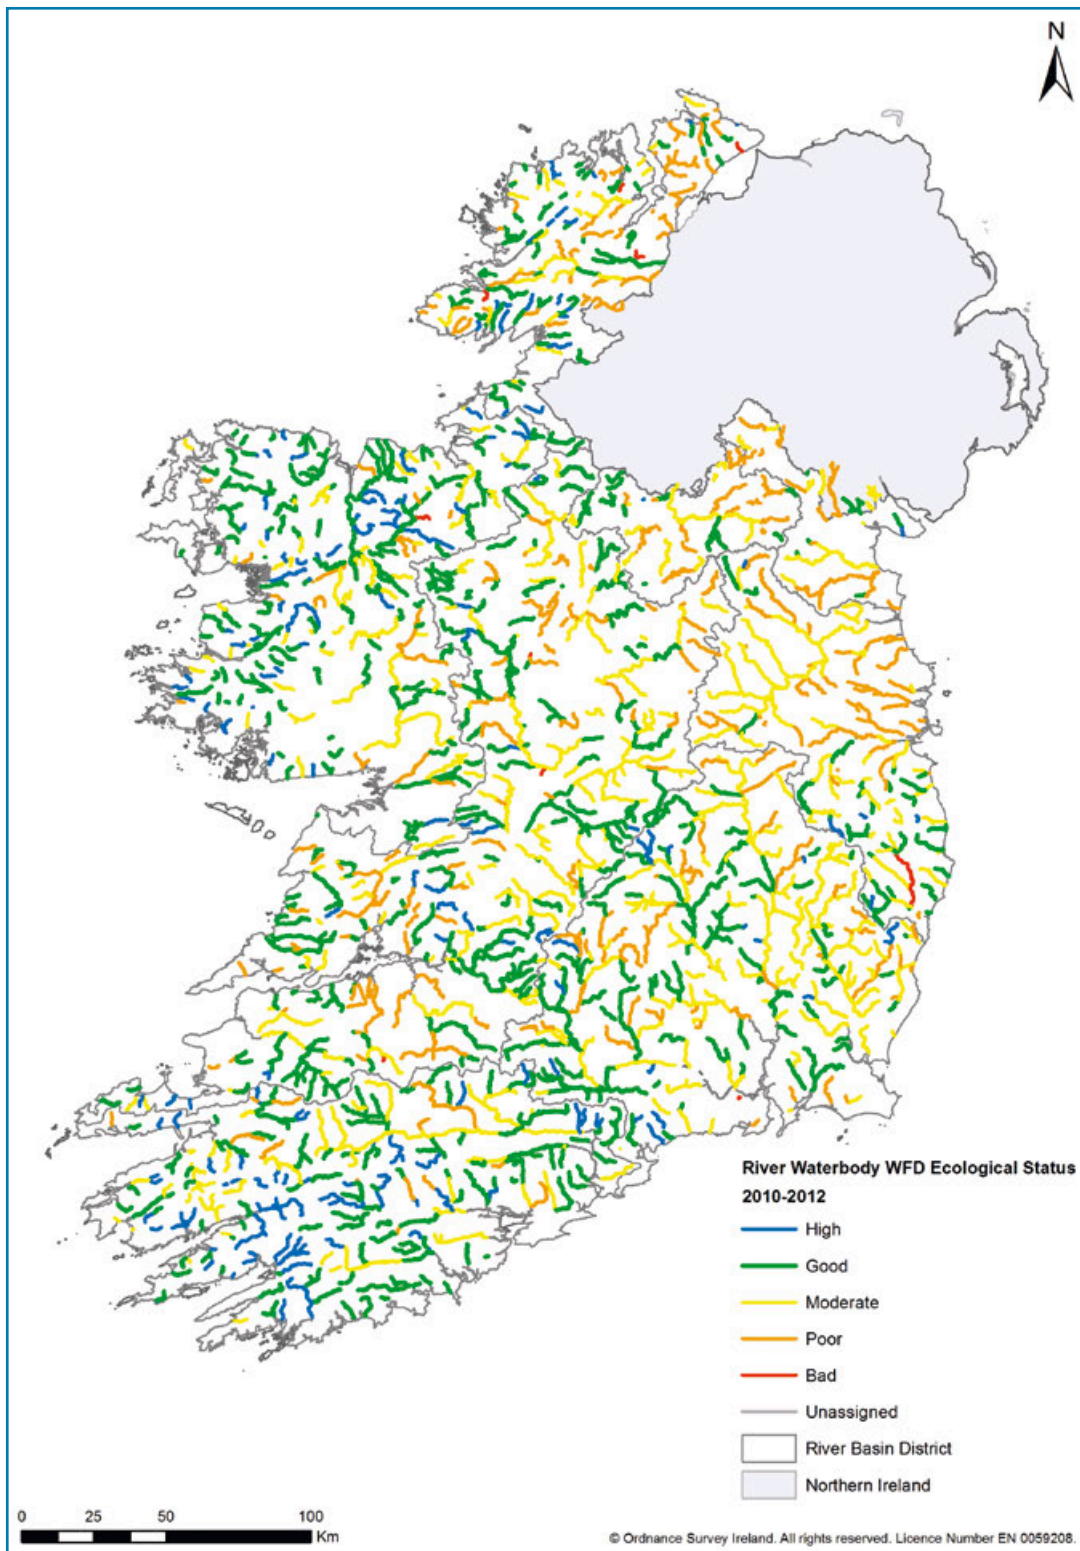 N
River Waterbody WFD Ecological Status
2010-2012
High
Good
Moderate
Poor
Bad
Unassigned
River Basin District
Northern Ireland
0 25 50 100
Km
© Ordnance Survey Ireland. All rights reserved. Licence Number EN 0059208.